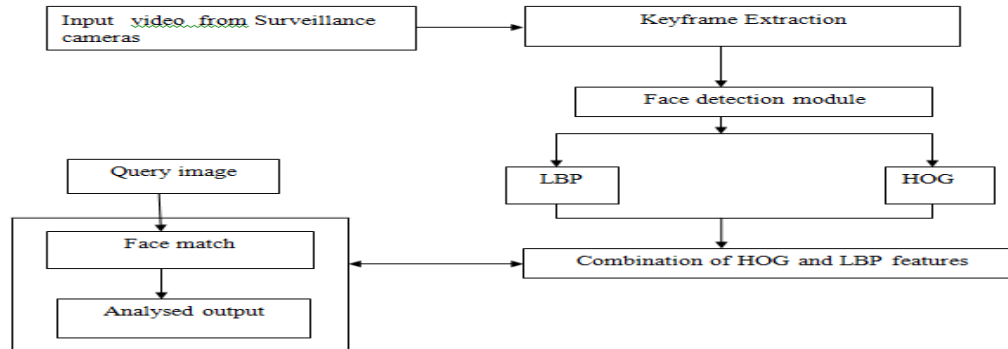 Input video from Surveillance
cameras
Keyframe Extraction
Face detection module
LBP
HOG
Query image
Face match
Combination of HOG and LBP features
Analysed output